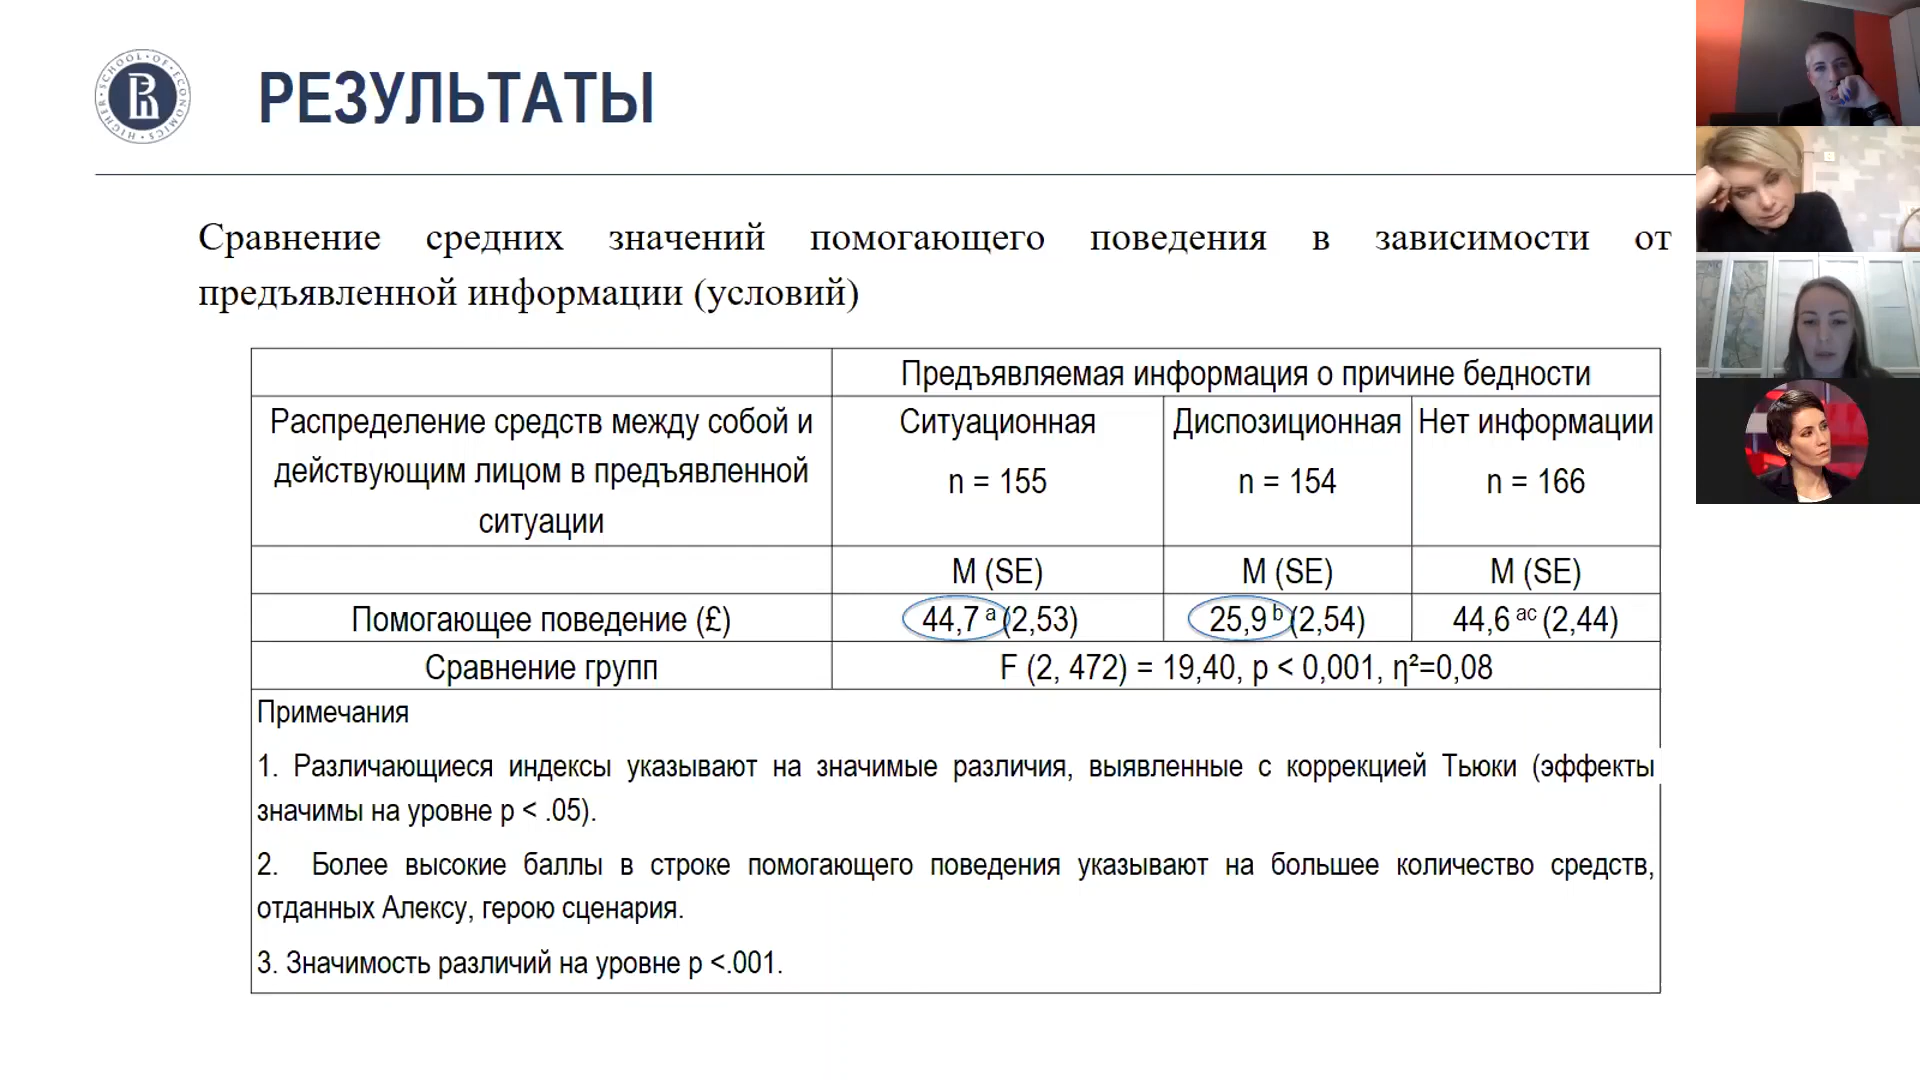 HIGHER · SCHOOL · OF · ECONOMICS
РЕЗУЛЬТАТЫ
Сравнение средних значений помогающего поведения в зависимости от
предъявленной информации (условий)
Предъявляемая информация о причине бедности
Распределение средств между собой и
действующим лицом в предъявленной
ситуации
Ситуационная
n = 155
Диспозиционная
n = 154
Нет информации
n = 166
M (SE)
M (SE)
M (SE)
Помогающее поведение (£)
44,7 ᵃ (2,53)
25,9 ᵇ (2,54)
44,6 ᵃᶜ (2,44)
Сравнение групп
F (2, 472) = 19,40, p < 0,001, η²=0,08
Примечания
1. Различающиеся индексы указывают на значимые различия, выявленные с коррекцией Тьюки (эффекты
значимы на уровне p < .05).
2. Более высокие баллы в строке помогающего поведения указывают на большее количество средств,
отданных Алексу, герою сценария.
3. Значимость различий на уровне p <.001.